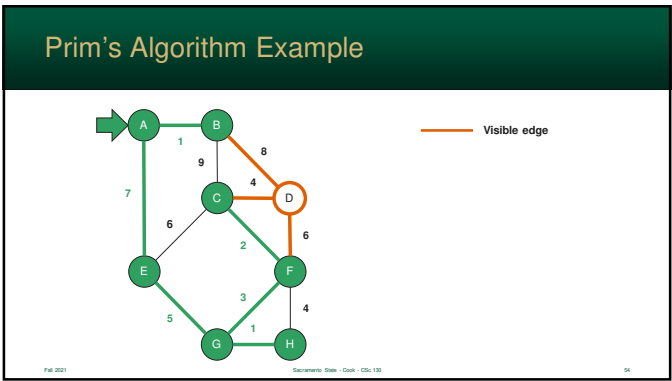 Prim's Algorithm Example
A
B
1
8
Visible edge
9
4
7
C
D
6
6
2
E
F
3
4
5
1
G
H
Fall 2021
Sacramento State - Cook - CSc 130
54